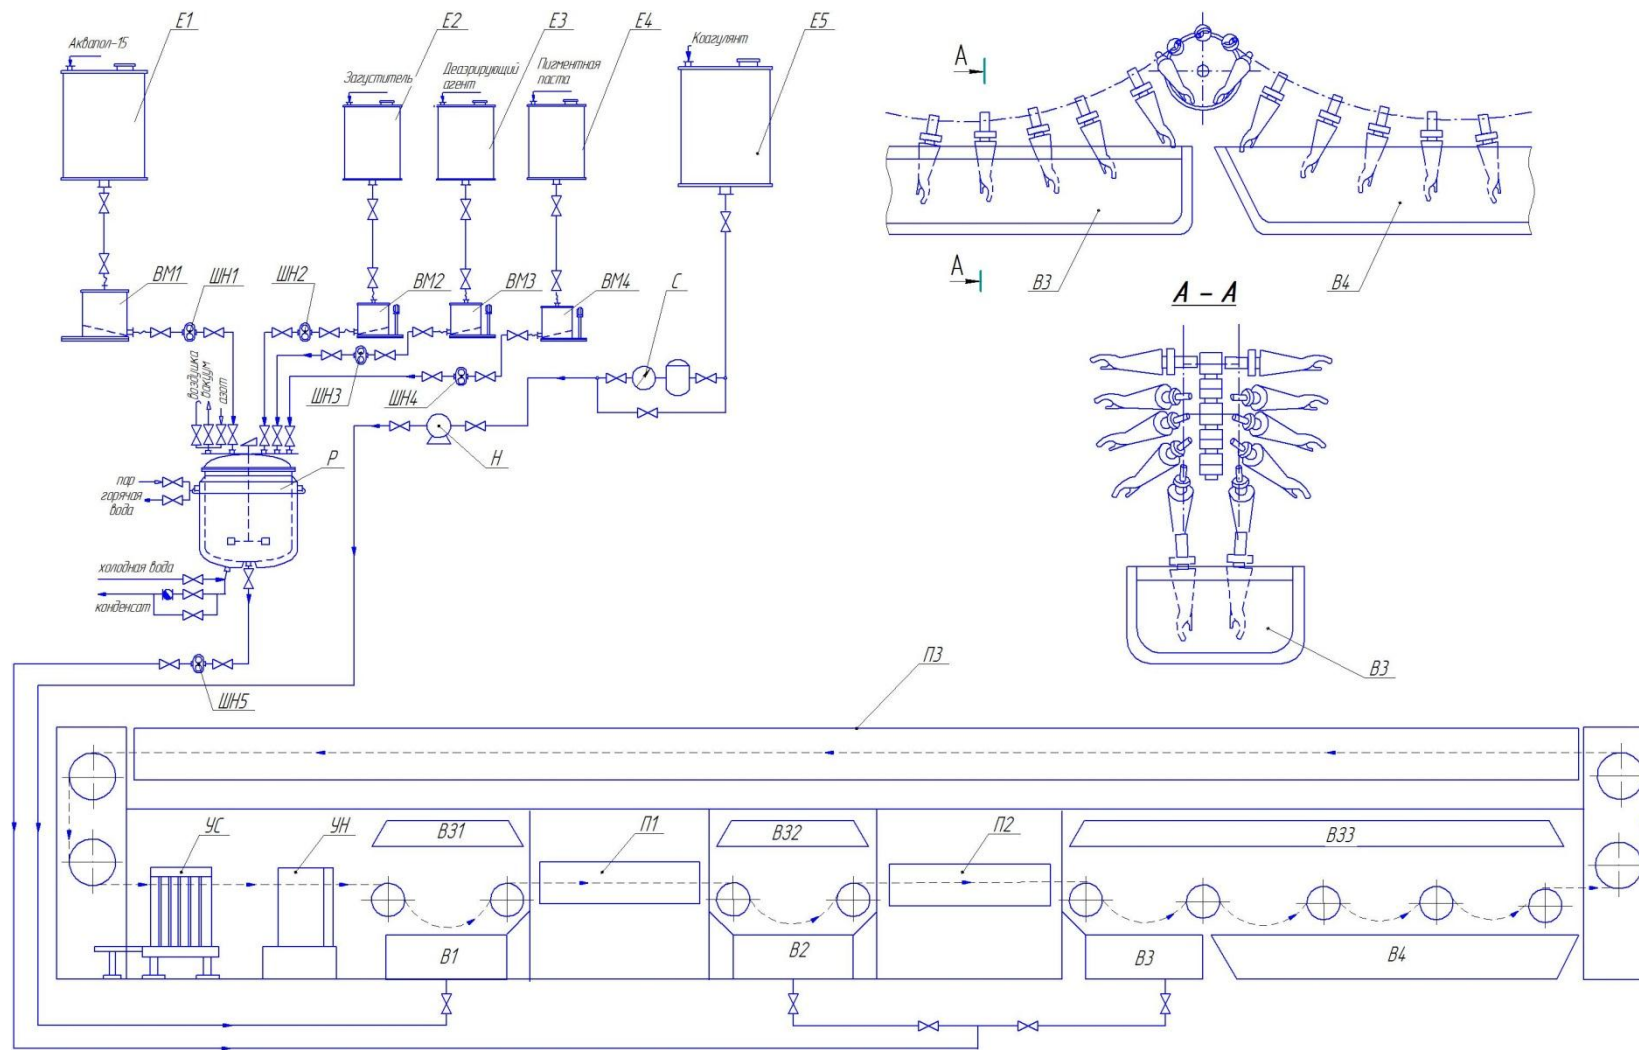 Е1
Е2
Е3
Е4
Е5
Аквапол-15
Загуститель
Деаэрирующий
агент
Пигментная
паста
Коагулянт
А
А
В3
В4
А - А
ВМ1
ШН1
ШН2
ВМ2
ВМ3
ВМ4
С
ШН3
ШН4
воздушка
вакуум
азот
Р
Н
пар
горячая
вода
холодная вода
конденсат
ШН5
В3
П3
УС
УН
ВЗ1
П1
ВЗ2
П2
ВЗ3
В1
В2
В3
В4